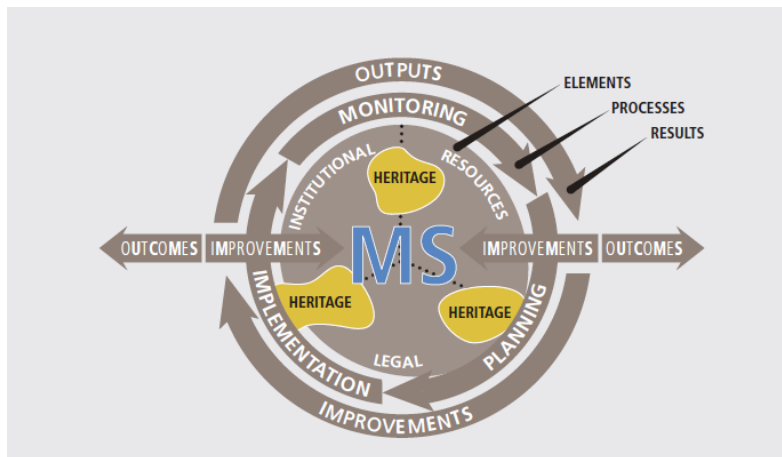 OUTPUTS
ELEMENTS
MONITORING
PROCESSES
RESULTS
INSTITUTIONAL
RESOURCES
HERITAGE
MS
OUTCOMES
IMPROVEMENTS
IMPROVEMENTS
OUTCOMES
HERITAGE
HERITAGE
IMPLEMENTATION
PLANNING
LEGAL
IMPROVEMENTS